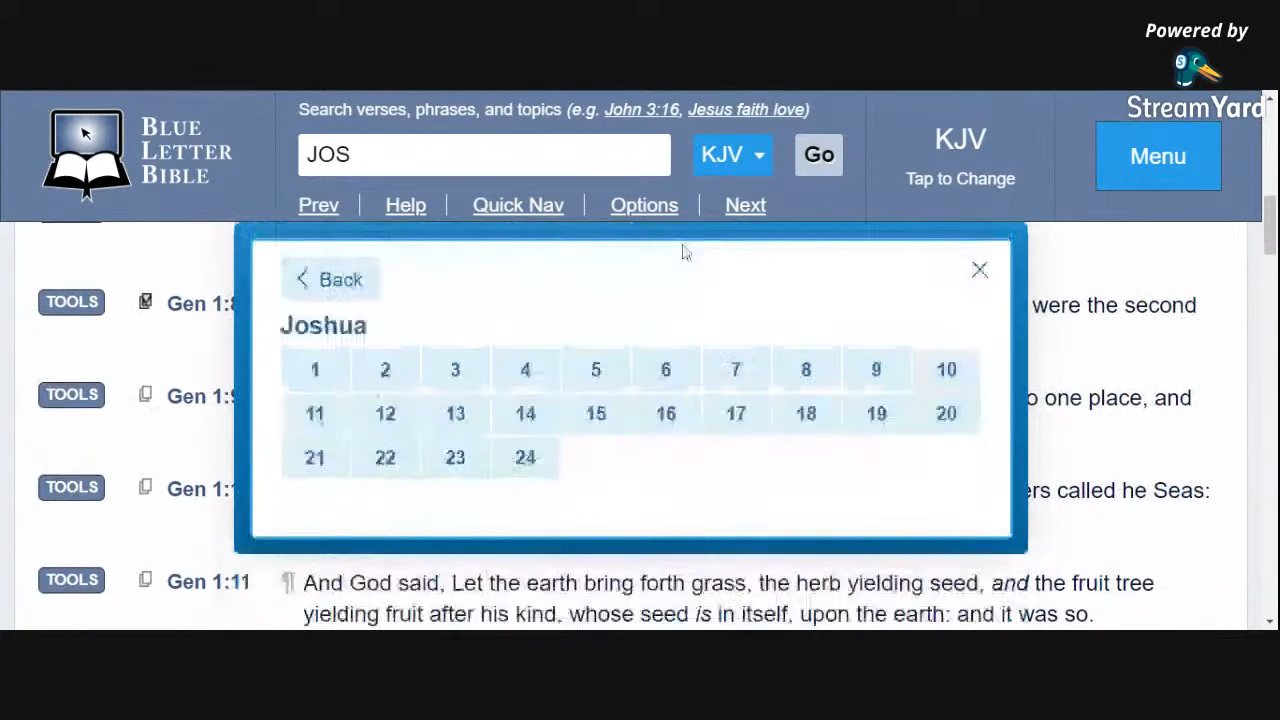 Powered by
StreamYard
BLUE
LETTER
BIBLE
Search verses, phrases, and topics (e.g. John 3:16, Jesus faith love)
JOS
KJV
Go
Prev
Help
Quick Nav
Options
Next
KJV
Tap to Change
Menu
TOOLS Gen 1:8 were the second
TOOLS Gen 1:9 one place, and
TOOLS Gen 1: called he Seas:
Back
Joshua
1 2 3 4 5 6 7 8 9 10
11 12 13 14 15 16 17 18 19 20
21 22 23 24
TOOLS Gen 1:11 ¶ And God said, Let the earth bring forth grass, the herb yielding seed, and the fruit tree
yielding fruit after his kind, whose seed is in itself, upon the earth: and it was so.